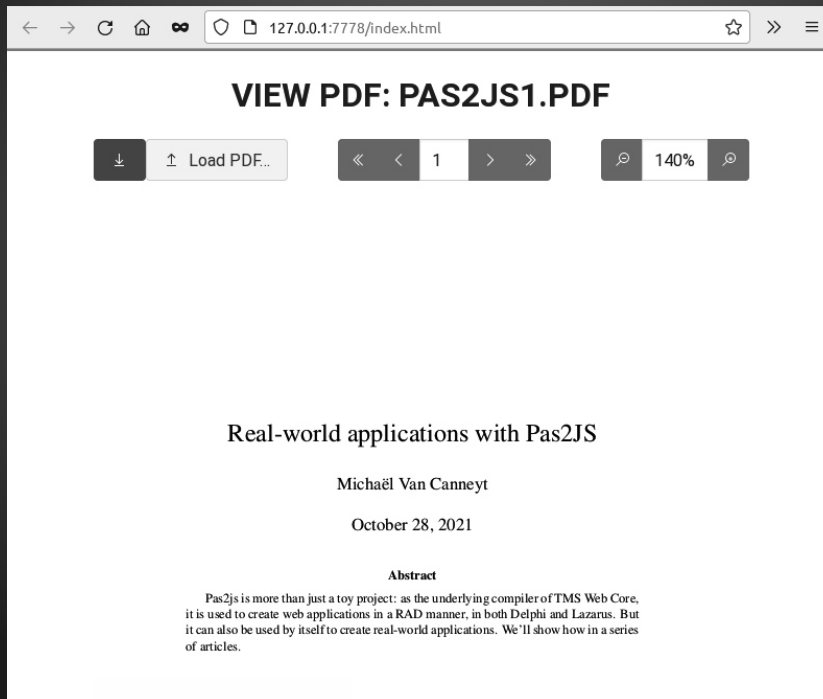 127.0.0.1:7778/index.html
VIEW PDF: PAS2JS1.PDF
Load PDF... 1 140%
Real-world applications with Pas2JS
Michaël Van Canneyt
October 28, 2021
Abstract
Pas2js is more than just a toy project: as the underlying compiler of TMS Web Core,
it is used to create web applications in a RAD manner, in both Delphi and Lazarus. But
it can also be used by itself to create real-world applications. We'll show how in a series
of articles.